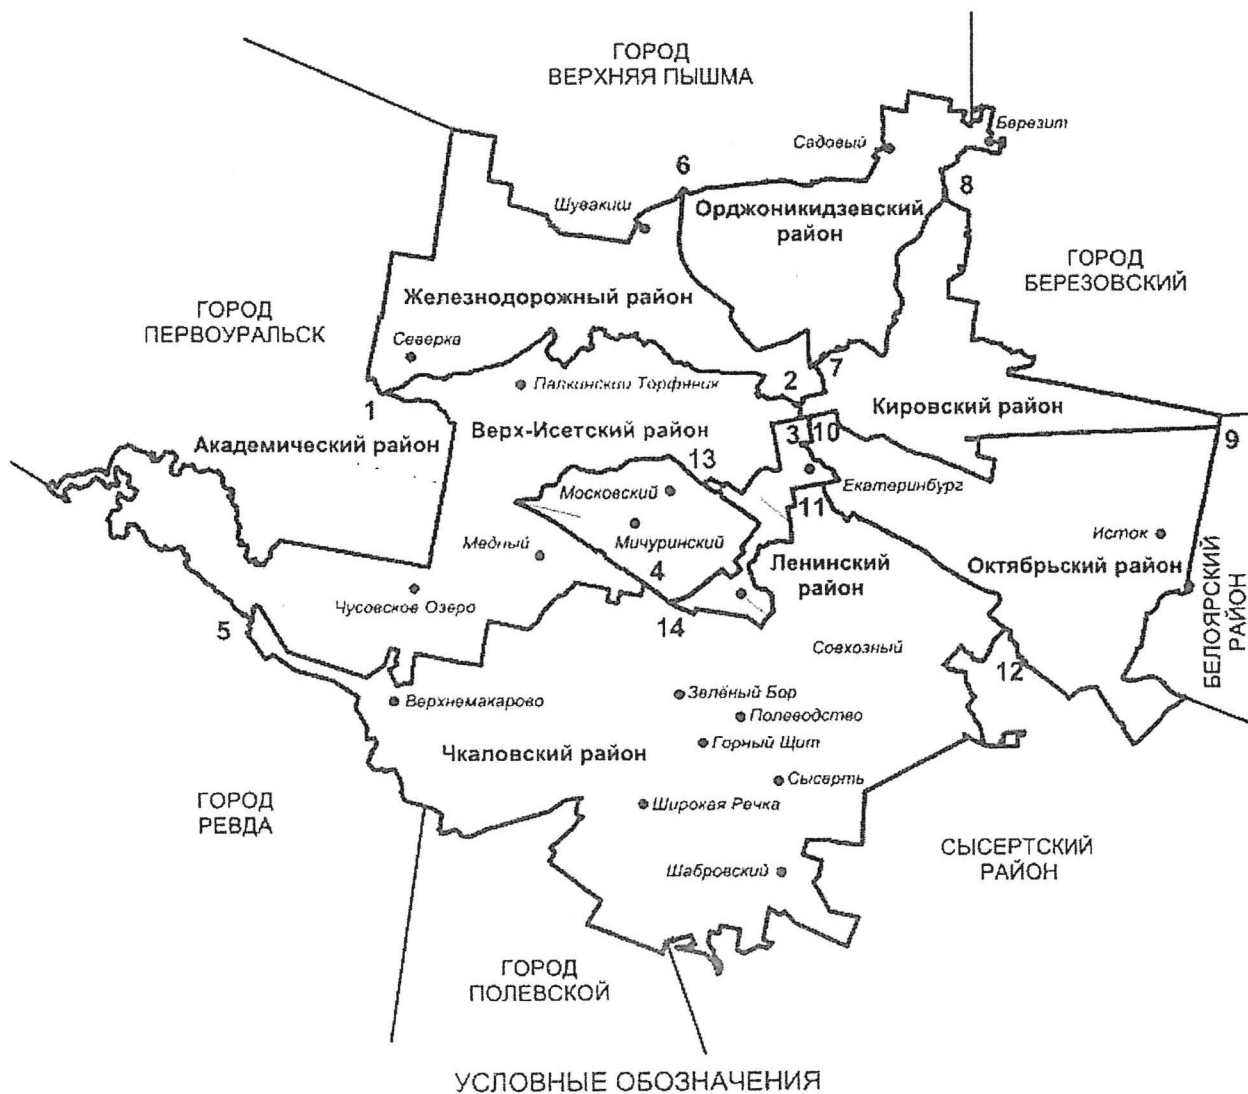 ГОРОД
ВЕРХНЯЯ ПЫШМА
Березит
Садовый
6
8
Шувакиш
Орджоникидзевский
район
ГОРОД
БЕРЕЗОВСКИЙ
Железнодорожный район
ГОРОД
ПЕРВОУРАЛЬСК
Северка
7
Палкинский Торфяник
2
1
Кировский район
Верх-Исетский район
3
10
9
Академический район
13
Екатеринбург
Московский
11
Исток
Мичуринский
Медный
Ленинский
район
Октябрьский район
4
БЕЛОЯРСКИЙ
РАЙОН
Чусовское Озеро
5
14
Совхозный
12
Зелёный Бор
Верхнемакарово
Полеводство
Горный Щит
Чкаловский район
Сысерть
ГОРОД
РЕВДА
Широкая Речка
СЫСЕРТСКИЙ
РАЙОН
Шабровский
ГОРОД
ПОЛЕВСКОЙ
УСЛОВНЫЕ ОБОЗНАЧЕНИЯ